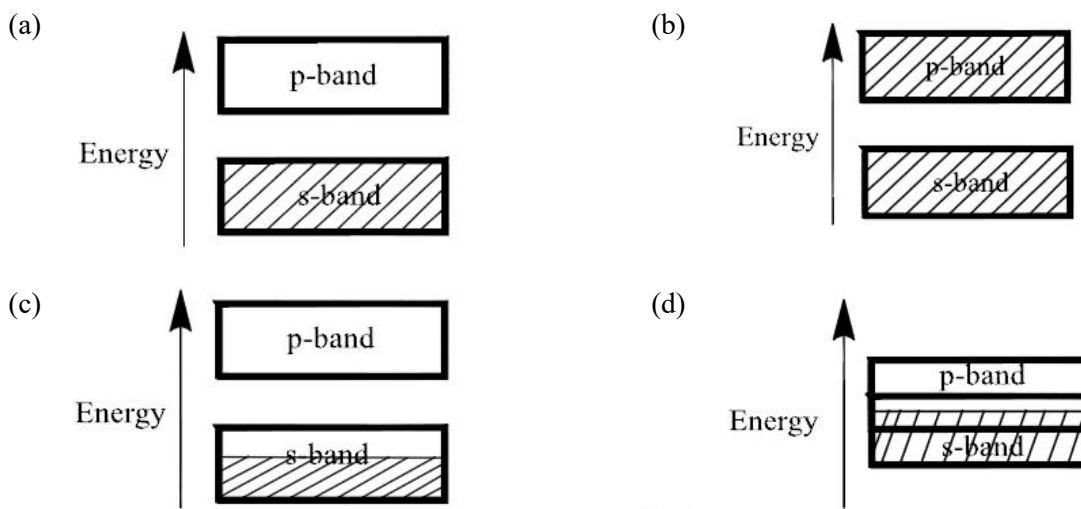 (a)
p-band
Energy
s-band
(b)
p-band
Energy
s-band
(c)
p-band
Energy
s-band
(d)
p-band
Energy
s-band